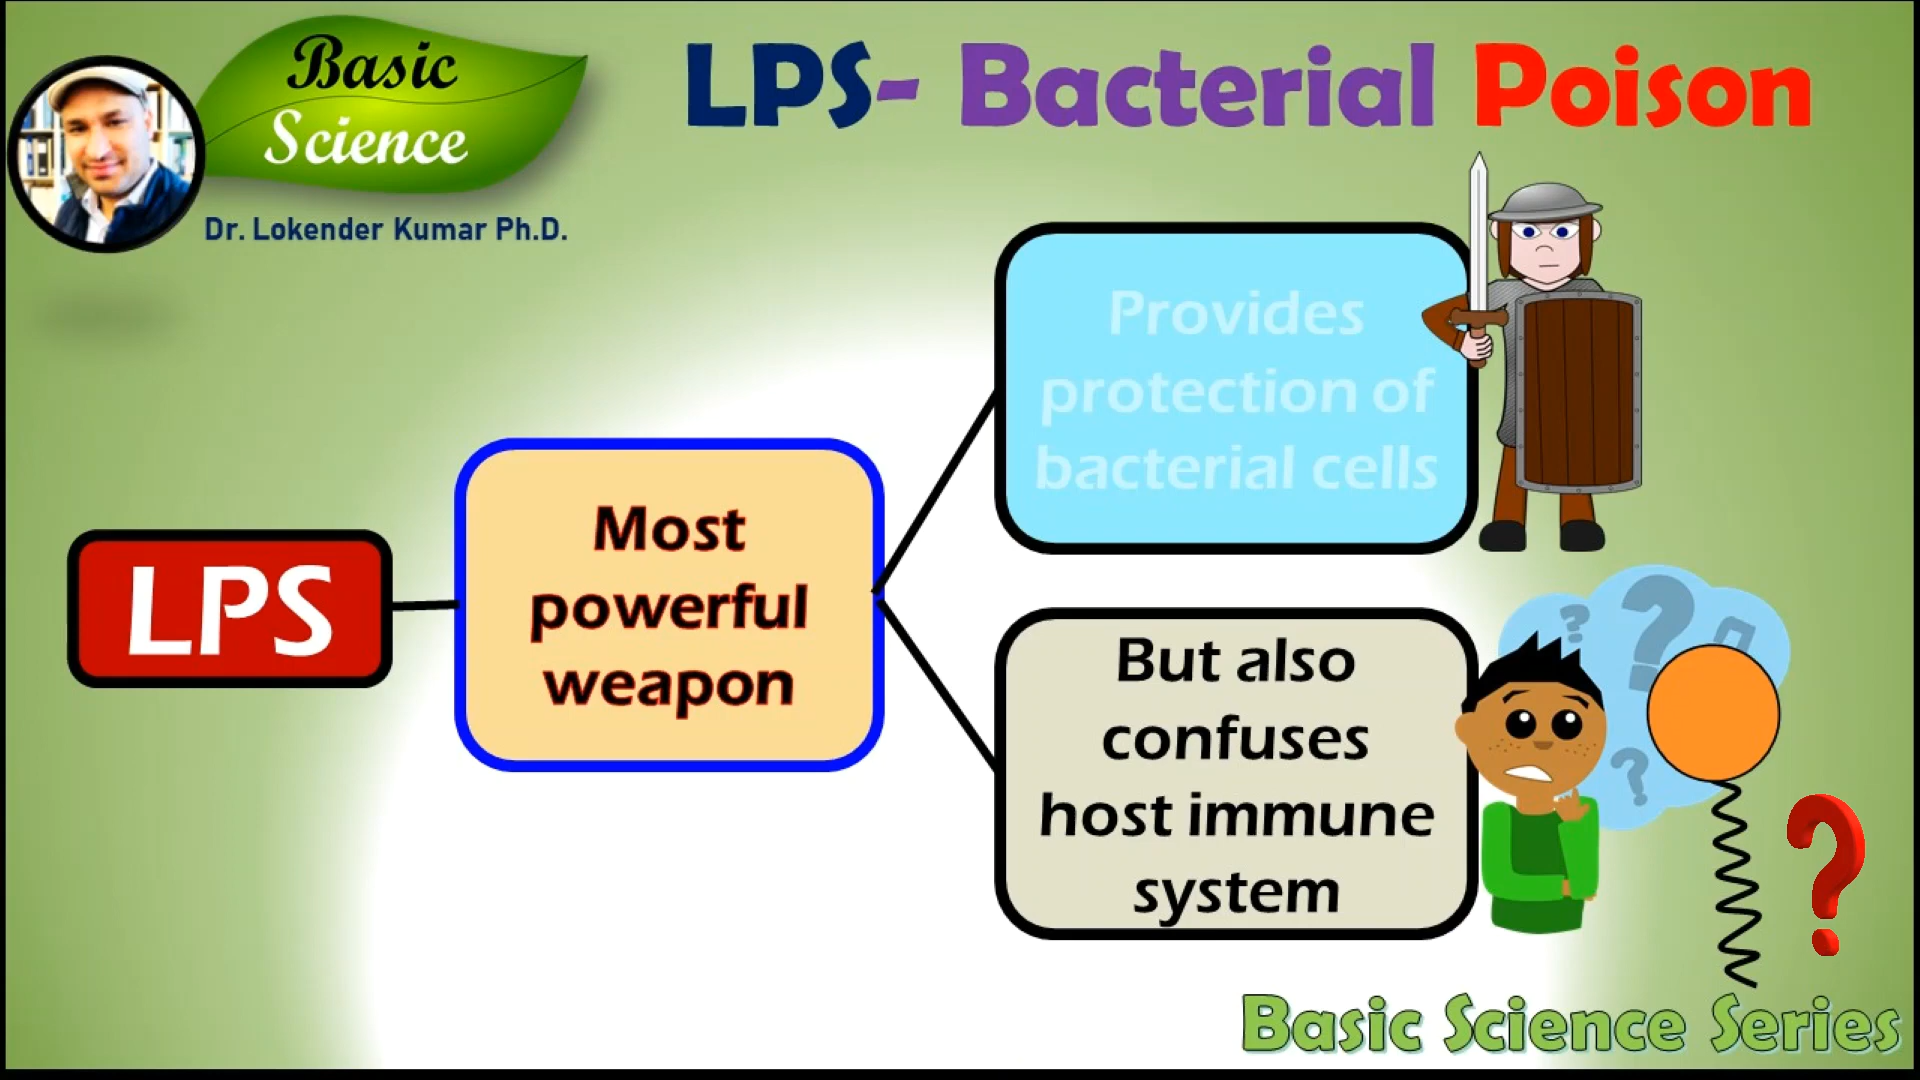 Basic
Science
Dr. Lokender Kumar Ph.D.
LPS- Bacterial Poison
LPS
Most
powerful
weapon
Provides
protection of
bacterial cells
But also
confuses
host immune
system
?
?
?
?
Basic Science Series